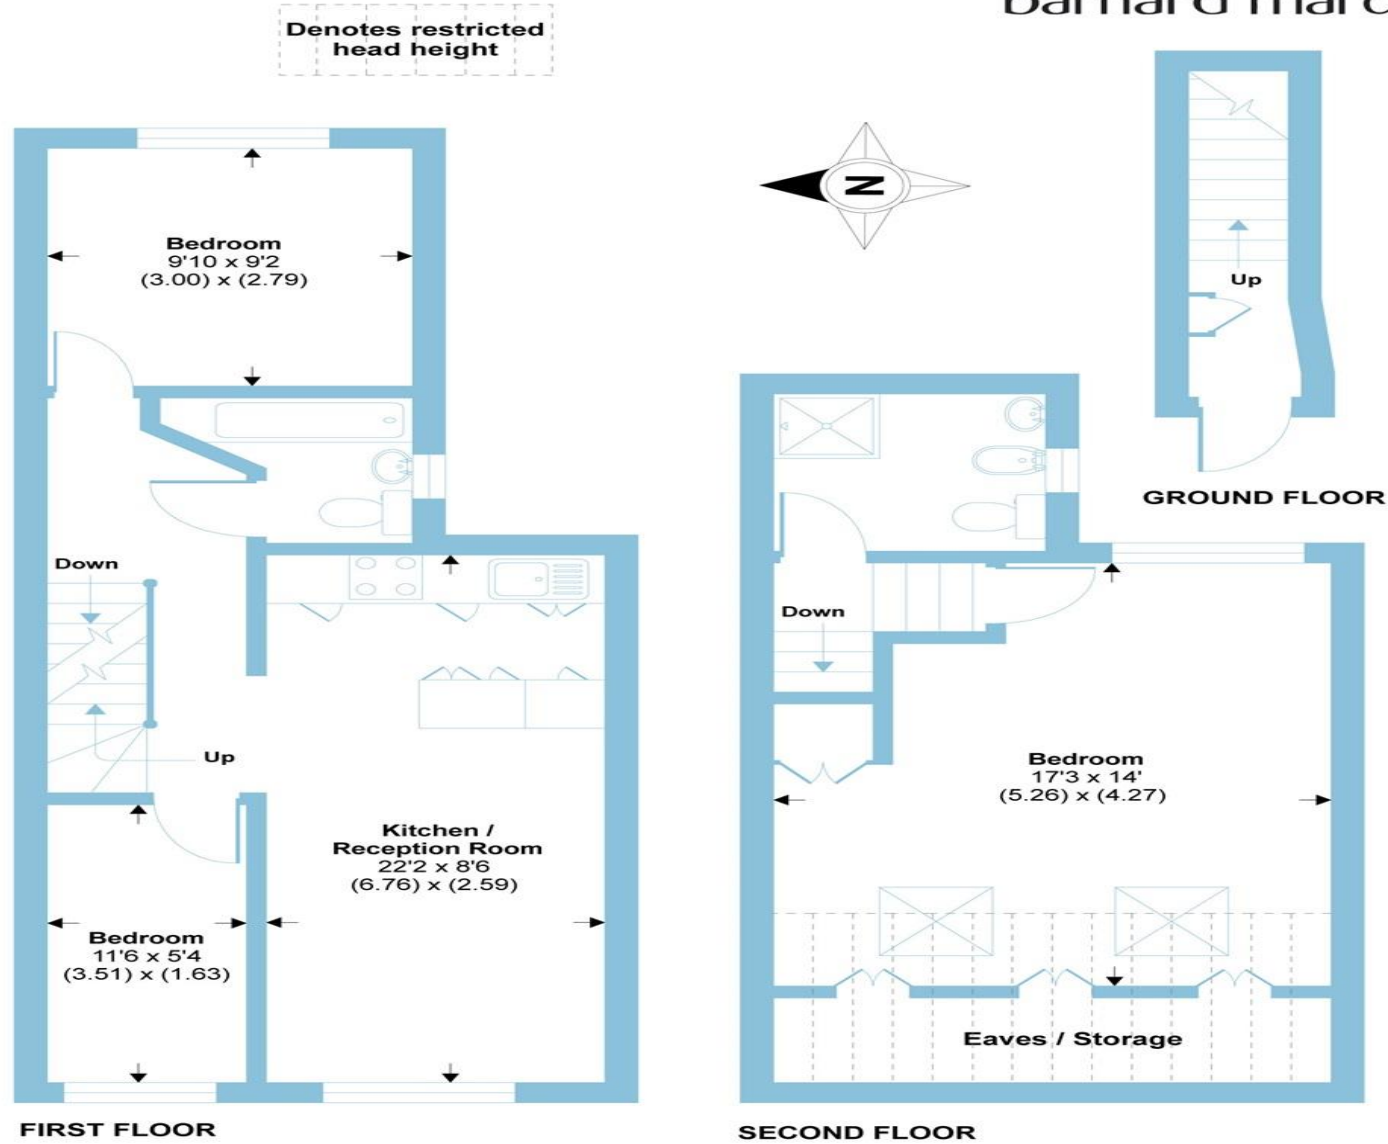 Denotes restricted
head height
Bedroom
9'10 x 9'2
(3.00) x (2.79)
Down
Up
Kitchen /
Reception Room
22'2 x 8'6
(6.76) x (2.59)
Bedroom
11'6 x 5'4
(3.51) x (1.63)
FIRST FLOOR
N
Up
GROUND FLOOR
Down
Bedroom
17'3 x 14'
(5.26) x (4.27)
Eaves / Storage
SECOND FLOOR